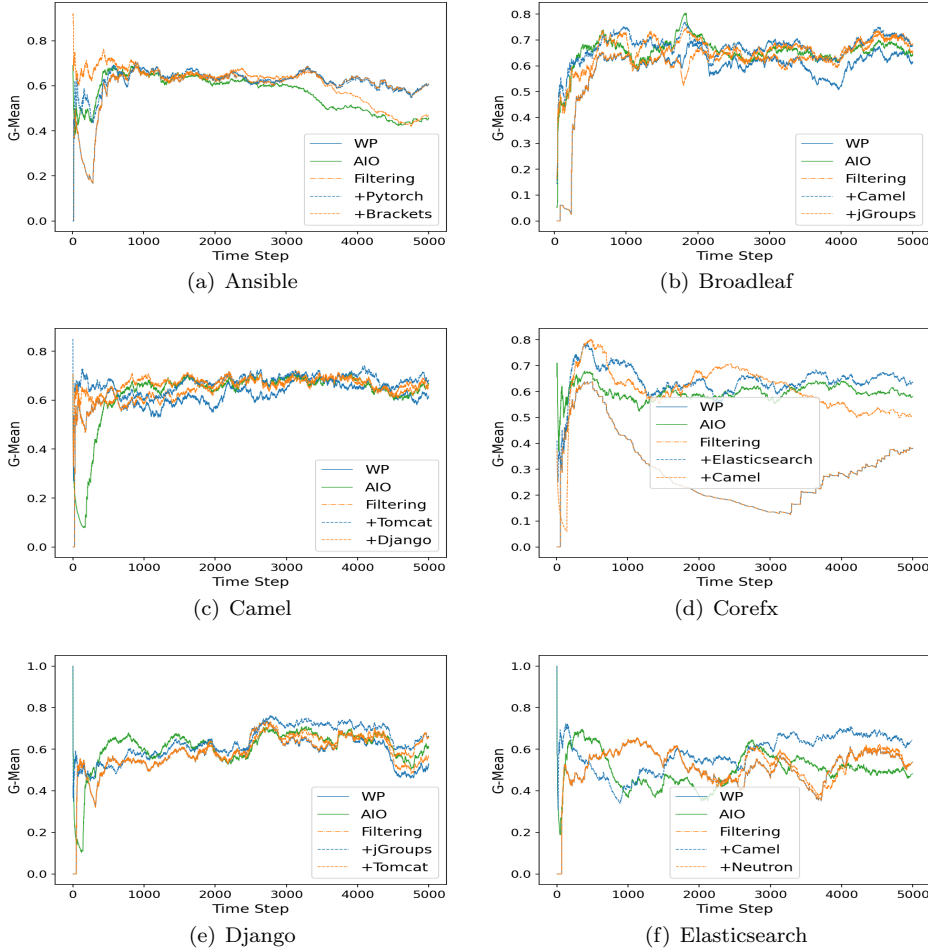 G-Mean
0.8
0.6
0.4
0.2
0.0
WP
AIO
Filtering
+Pytorch
+Brackets
0 1000 2000 3000 4000 5000
Time Step
(a) Ansible
G-Mean
0.8
0.7
0.6
0.5
0.4
0.3
0.2
0.1
0.0
WP
AIO
Filtering
+Camel
+jGroups
0 1000 2000 3000 4000 5000
Time Step
(b) Broadleaf
G-Mean
0.8
0.6
0.4
0.2
0.0
WP
AIO
Filtering
+Tomcat
+Django
0 1000 2000 3000 4000 5000
Time Step
(c) Camel
G-Mean
0.8
0.7
0.6
0.5
0.4
0.3
0.2
0.1
0.0
WP
AIO
Filtering
+Elasticsearch
+Camel
0 1000 2000 3000 4000 5000
Time Step
(d) Corefx
G-Mean
1.0
0.8
0.6
0.4
0.2
0.0
WP
AIO
Filtering
+jGroups
+Tomcat
0 1000 2000 3000 4000 5000
Time Step
(e) Django
G-Mean
1.0
0.8
0.6
0.4
0.2
0.0
WP
AIO
Filtering
+Camel
+Neutron
0 1000 2000 3000 4000 5000
Time Step
(f) Elasticsearch